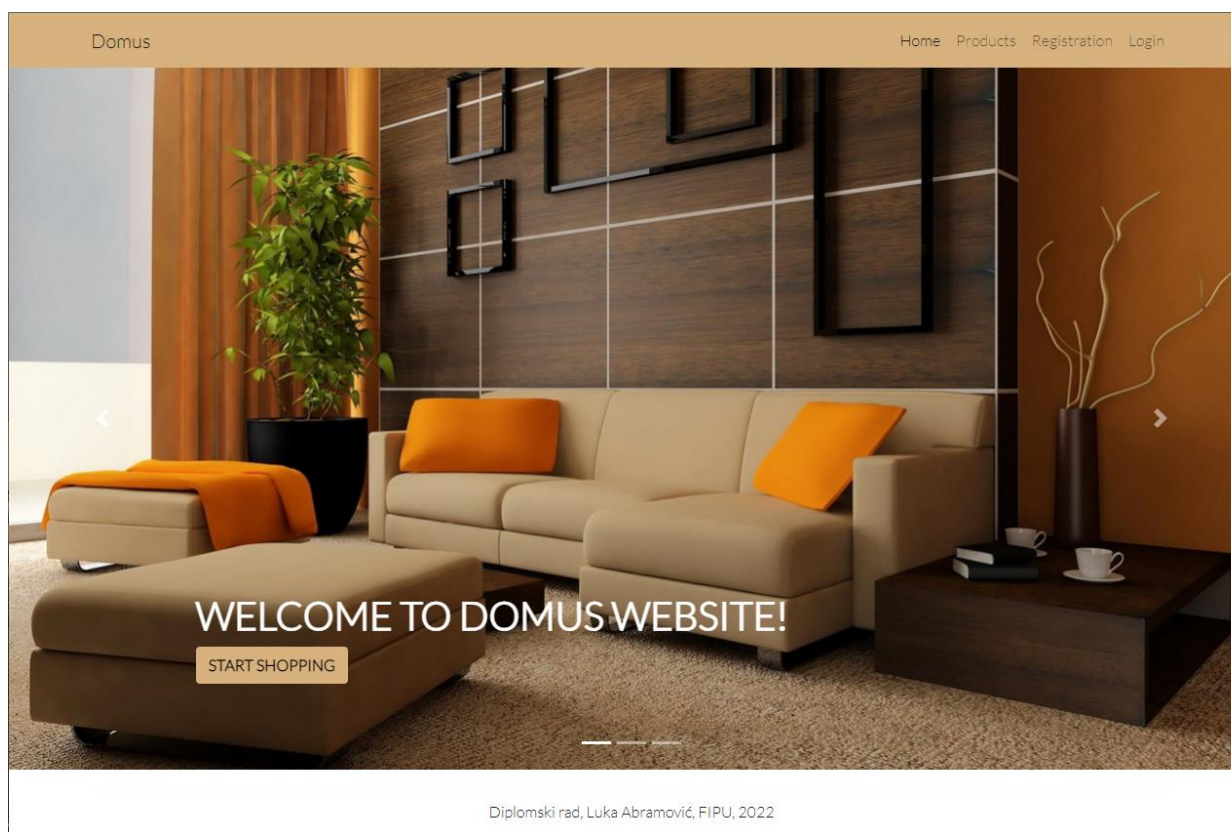 Domus
Home Products Registration Login
WELCOME TO DOMUS WEBSITE!
START SHOPPING
Diplomski rad, Luka Abramović, FIPU, 2022